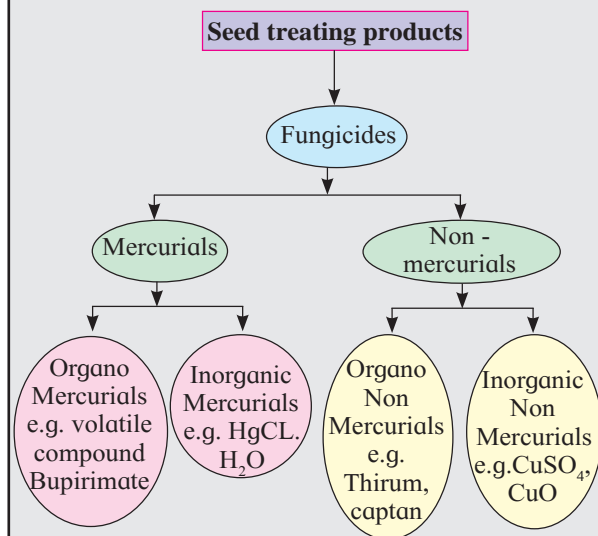 Seed treating products
Fungicides
Mercurials
Non -
mercurials
Organo
Mercurials
e.g. volatile
compound
Bupirimate
Inorganic
Mercurials
e.g. HgCL.
H₂O
Organo
Non
Mercurials
e.g.
Thirum,
captan
Inorganic
Non
Mercurials
e.g.CuSO₄,
CuO